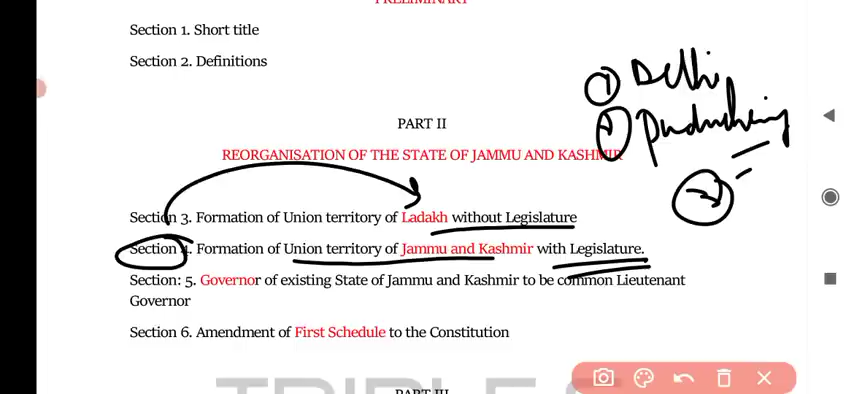 PRELIMINARY
Section 1. Short title
Section 2. Definitions
① Delhi
② Puducherry
PART II
REORGANISATION OF THE STATE OF JAMMU AND KASHMIR
Section 3. Formation of Union territory of Ladakh without Legislature
Section 4. Formation of Union territory of Jammu and Kashmir with Legislature.
Section: 5. Governor of existing State of Jammu and Kashmir to be common Lieutenant
Governor
Section 6. Amendment of First Schedule to the Constitution
PART III